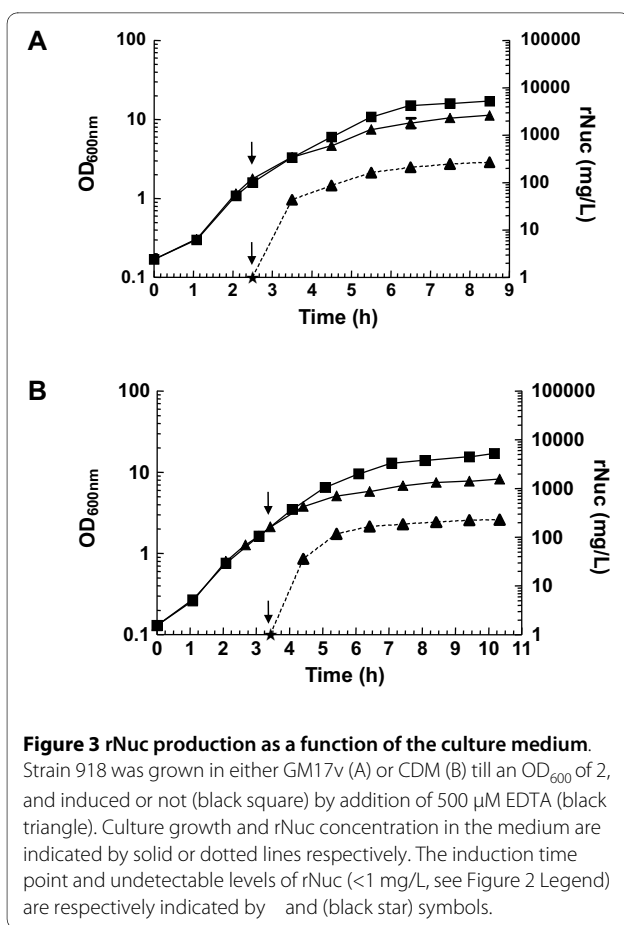 A
100
10
1
0.1
OD600nm
100000
10000
1000
100
10
1
rNuc (mg/L)
0 1 2 3 4 5 6 7 8 9
Time (h)
B
100
10
1
0.1
OD600nm
100000
10000
1000
100
10
1
rNuc (mg/L)
0 1 2 3 4 5 6 7 8 9 10 11
Time (h)
Figure 3 rNuc production as a function of the culture medium.
Strain 918 was grown in either GM17v (A) or CDM (B) till an OD600 of 2,
and induced or not (black square) by addition of 500 μM EDTA (black
triangle). Culture growth and rNuc concentration in the medium are
indicated by solid or dotted lines respectively. The induction time
point and undetectable levels of rNuc (<1 mg/L, see Figure 2 Legend)
are respectively indicated by and (black star) symbols.